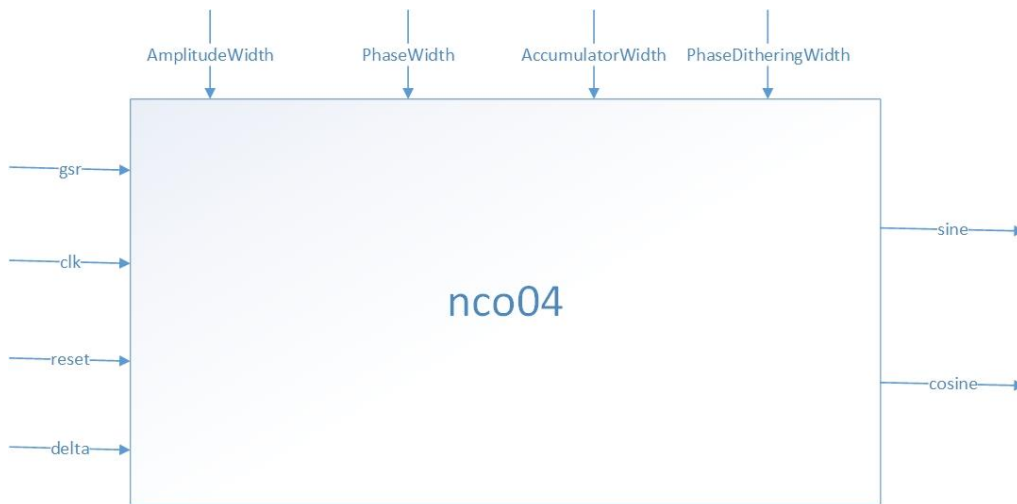 AmplitudeWidth PhaseWidth AccumulatorWidth PhaseDitheringWidth
gsr
sine
clk
nco04
reset
cosine
delta